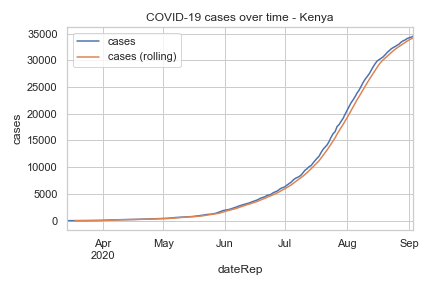 COVID-19 cases over time - Kenya
cases
cases (rolling)
35000
30000
25000
20000
15000
10000
5000
0
cases
Apr
2020
May
Jun
Jul
Aug
Sep
dateRep